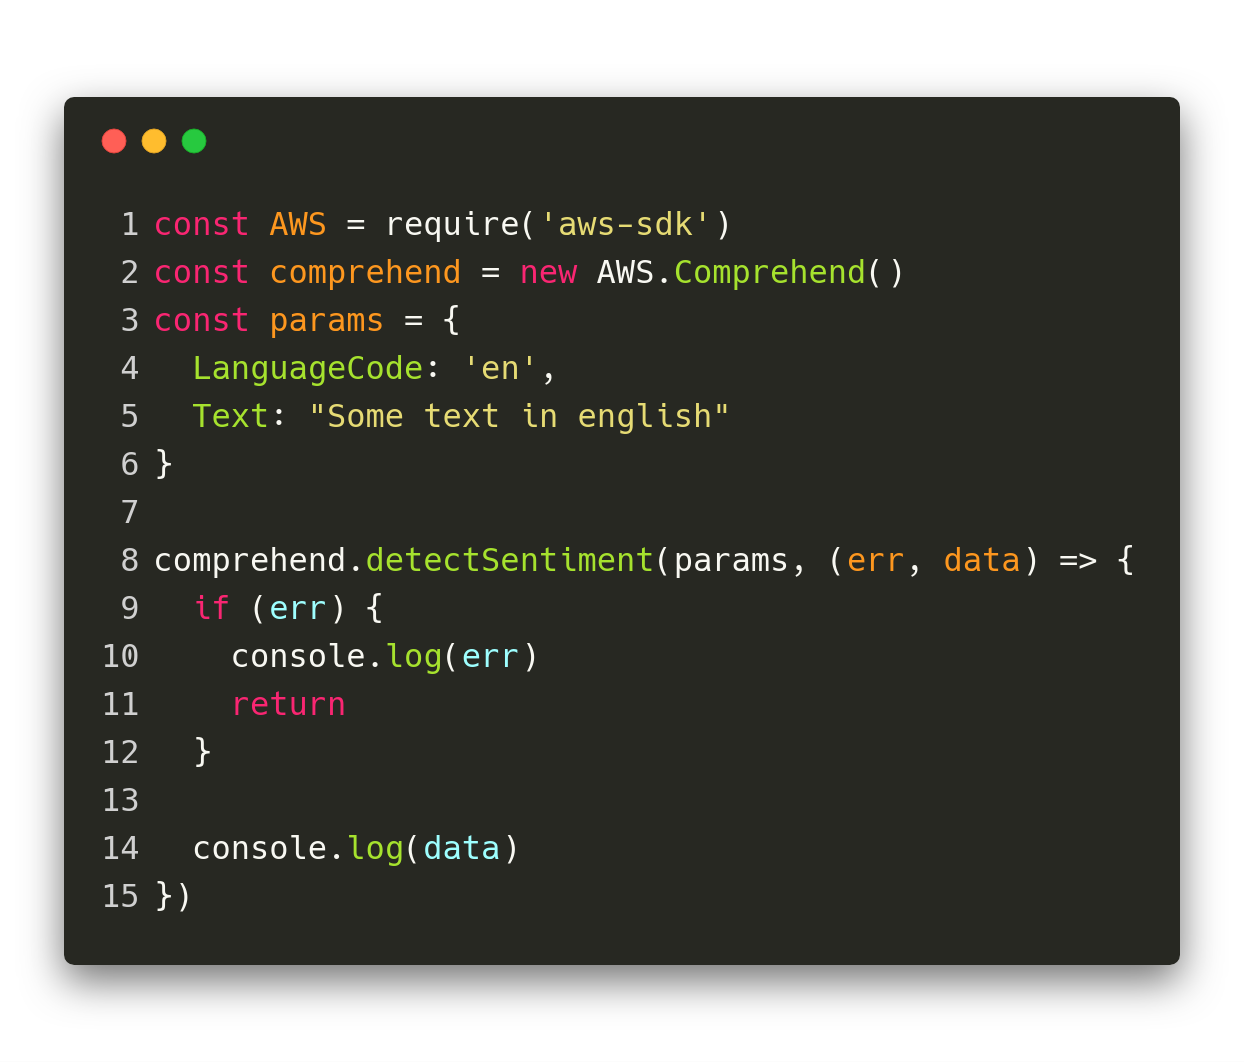 1 const AWS = require('aws-sdk')
2 const comprehend = new AWS.Comprehend()
3 const params = {
4   LanguageCode: 'en',
5   Text: "Some text in english"
6 }
7
8 comprehend.detectSentiment(params, (err, data) => {
9   if (err) {
10     console.log(err)
11     return
12   }
13
14   console.log(data)
15 })